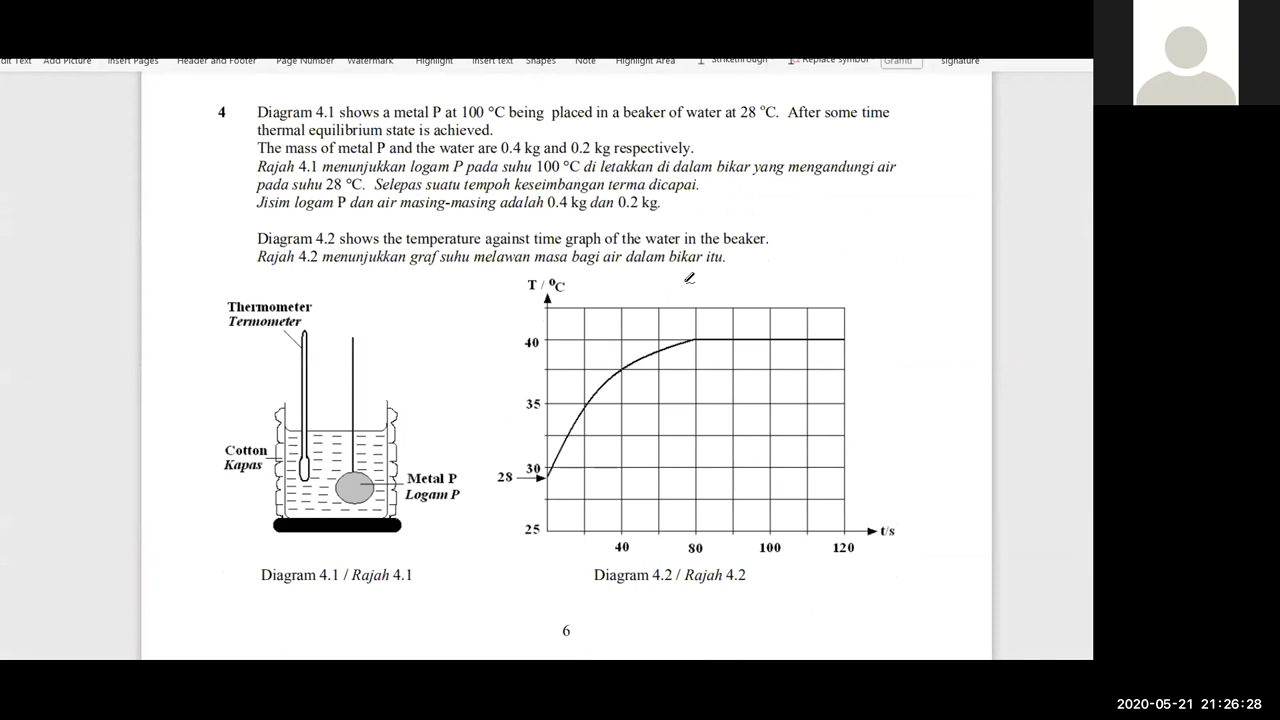 dit Text Add Picture Insert Pages Header and Footer Page Number Watermark Highlight Insert text Shapes Note Highlight Area Strikethrough Replace symbol Graffiti signature
4 Diagram 4.1 shows a metal P at 100 °C being placed in a beaker of water at 28 °C. After some time
thermal equilibrium state is achieved.
The mass of metal P and the water are 0.4 kg and 0.2 kg respectively.
Rajah 4.1 menunjukkan logam P pada suhu 100 °C di letakkan di dalam bikar yang mengandungi air
pada suhu 28 °C. Selepas suatu tempoh keseimbangan terma dicapai.
Jisim logam P dan air masing-masing adalah 0.4 kg dan 0.2 kg.
Diagram 4.2 shows the temperature against time graph of the water in the beaker.
Rajah 4.2 menunjukkan graf suhu melawan masa bagi air dalam bikar itu.
Thermometer
Termometer
Cotton
Kapas
Metal P
Logam P
Diagram 4.1 / Rajah 4.1
T / °C
40
35
30
28
25
40 80 100 120
t/s
Diagram 4.2 / Rajah 4.2
6
2020-05-21 21:26:28